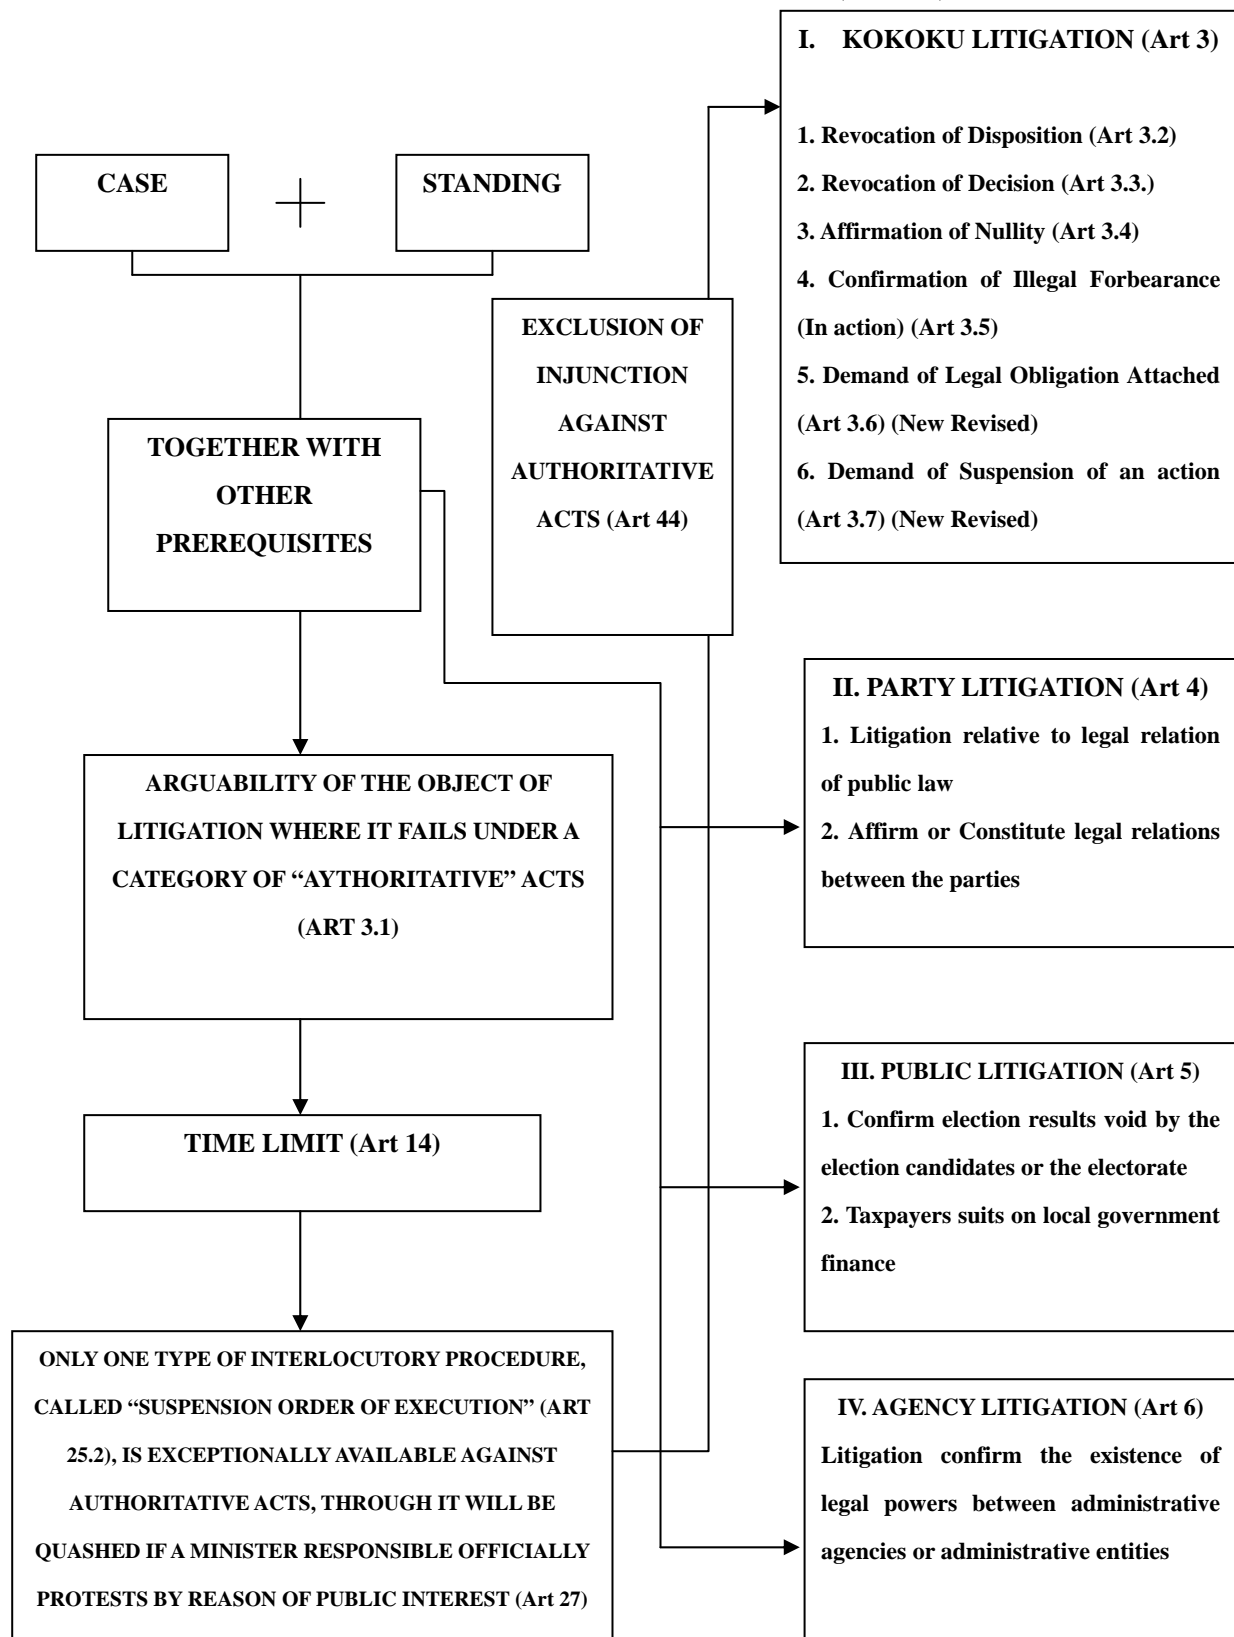 CASE
STANDING
TOGETHER WITH
OTHER
PREREQUISITES
ARGUABILITY OF THE OBJECT OF
LITIGATION WHERE IT FAILS UNDER A
CATEGORY OF “AYTHORITATIVE” ACTS
(ART 3.1)
TIME LIMIT (Art 14)
ONLY ONE TYPE OF INTERLOCUTORY PROCEDURE,
CALLED “SUSPENSION ORDER OF EXECUTION” (ART
25.2), IS EXCEPTIONALLY AVAILABLE AGAINST
AUTHORITATIVE ACTS, THROUGH IT WILL BE
QUASHED IF A MINISTER RESPONSIBLE OFFICIALLY
PROTESTS BY REASON OF PUBLIC INTEREST (Art 27)
EXCLUSION OF
INJUNCTION
AGAINST
AUTHORITATIVE
ACTS (Art 44)
I. KOKOKU LITIGATION (Art 3)
1. Revocation of Disposition (Art 3.2)
2. Revocation of Decision (Art 3.3.)
3. Affirmation of Nullity (Art 3.4)
4. Confirmation of Illegal Forbearance
(In action) (Art 3.5)
5. Demand of Legal Obligation Attached
(Art 3.6) (New Revised)
6. Demand of Suspension of an action
(Art 3.7) (New Revised)
II. PARTY LITIGATION (Art 4)
1. Litigation relative to legal relation
of public law
2. Affirm or Constitute legal relations
between the parties
III. PUBLIC LITIGATION (Art 5)
1. Confirm election results void by the
election candidates or the electorate
2. Taxpayers suits on local government
finance
IV. AGENCY LITIGATION (Art 6)
Litigation confirm the existence of
legal powers between administrative
agencies or administrative entities